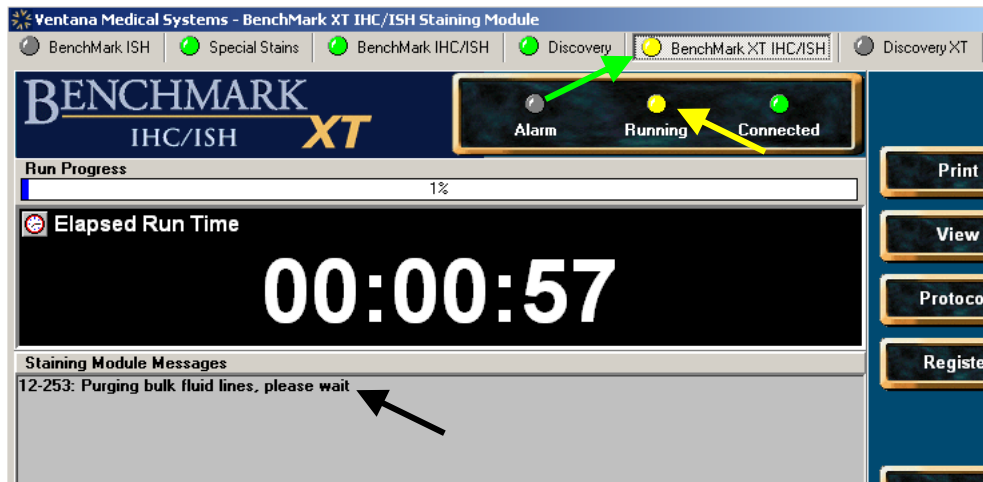 Ventana Medical Systems - BenchMark XT IHC/ISH Staining Module
BenchMark ISH Special Stains BenchMark IHC/ISH Discovery BenchMark XT IHC/ISH Discovery XT
BENCHMARK
IHC/ISH XT
Alarm Running Connected
Run Progress
1%
Elapsed Run Time
00:00:57
Staining Module Messages
12-253: Purging bulk fluid lines, please wait
Print
View
Protoco
Registe